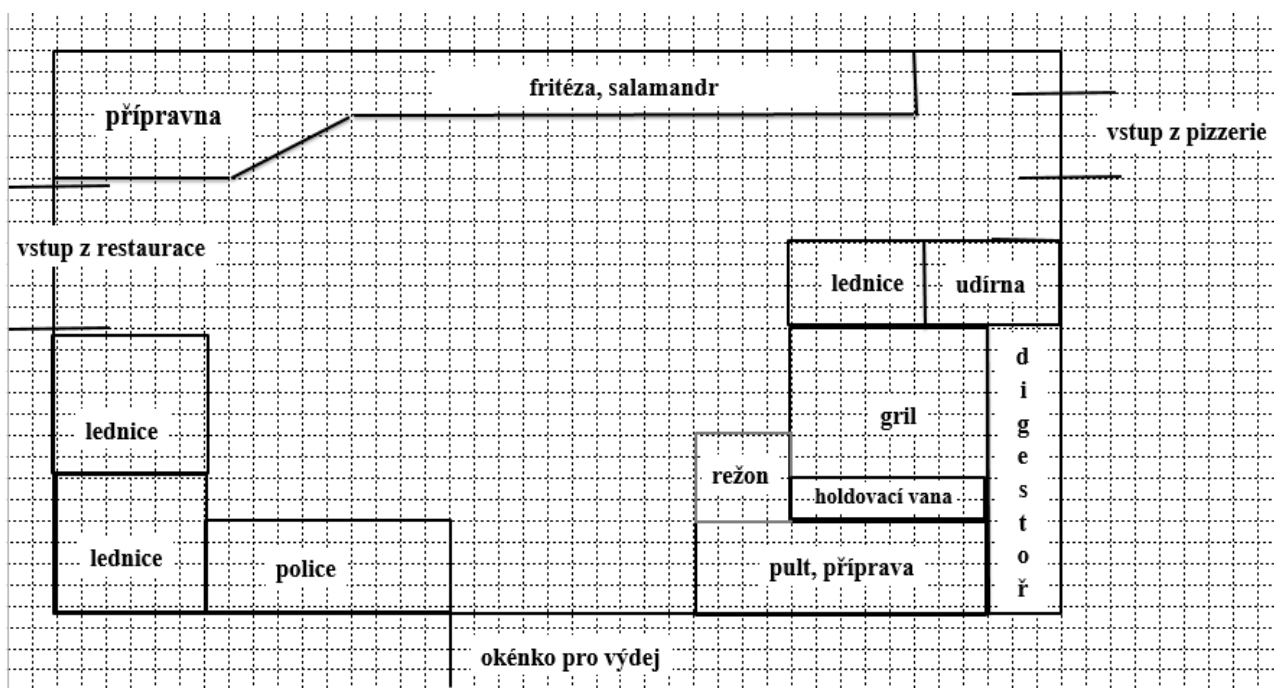 fritéza, salamandr
přípravna
vstup z pizzerie
vstup z restaurace
lednice
udírna
digestoř
gril
lednice
režon
holdovací vana
lednice
police
pult, příprava
okénko pro výdej